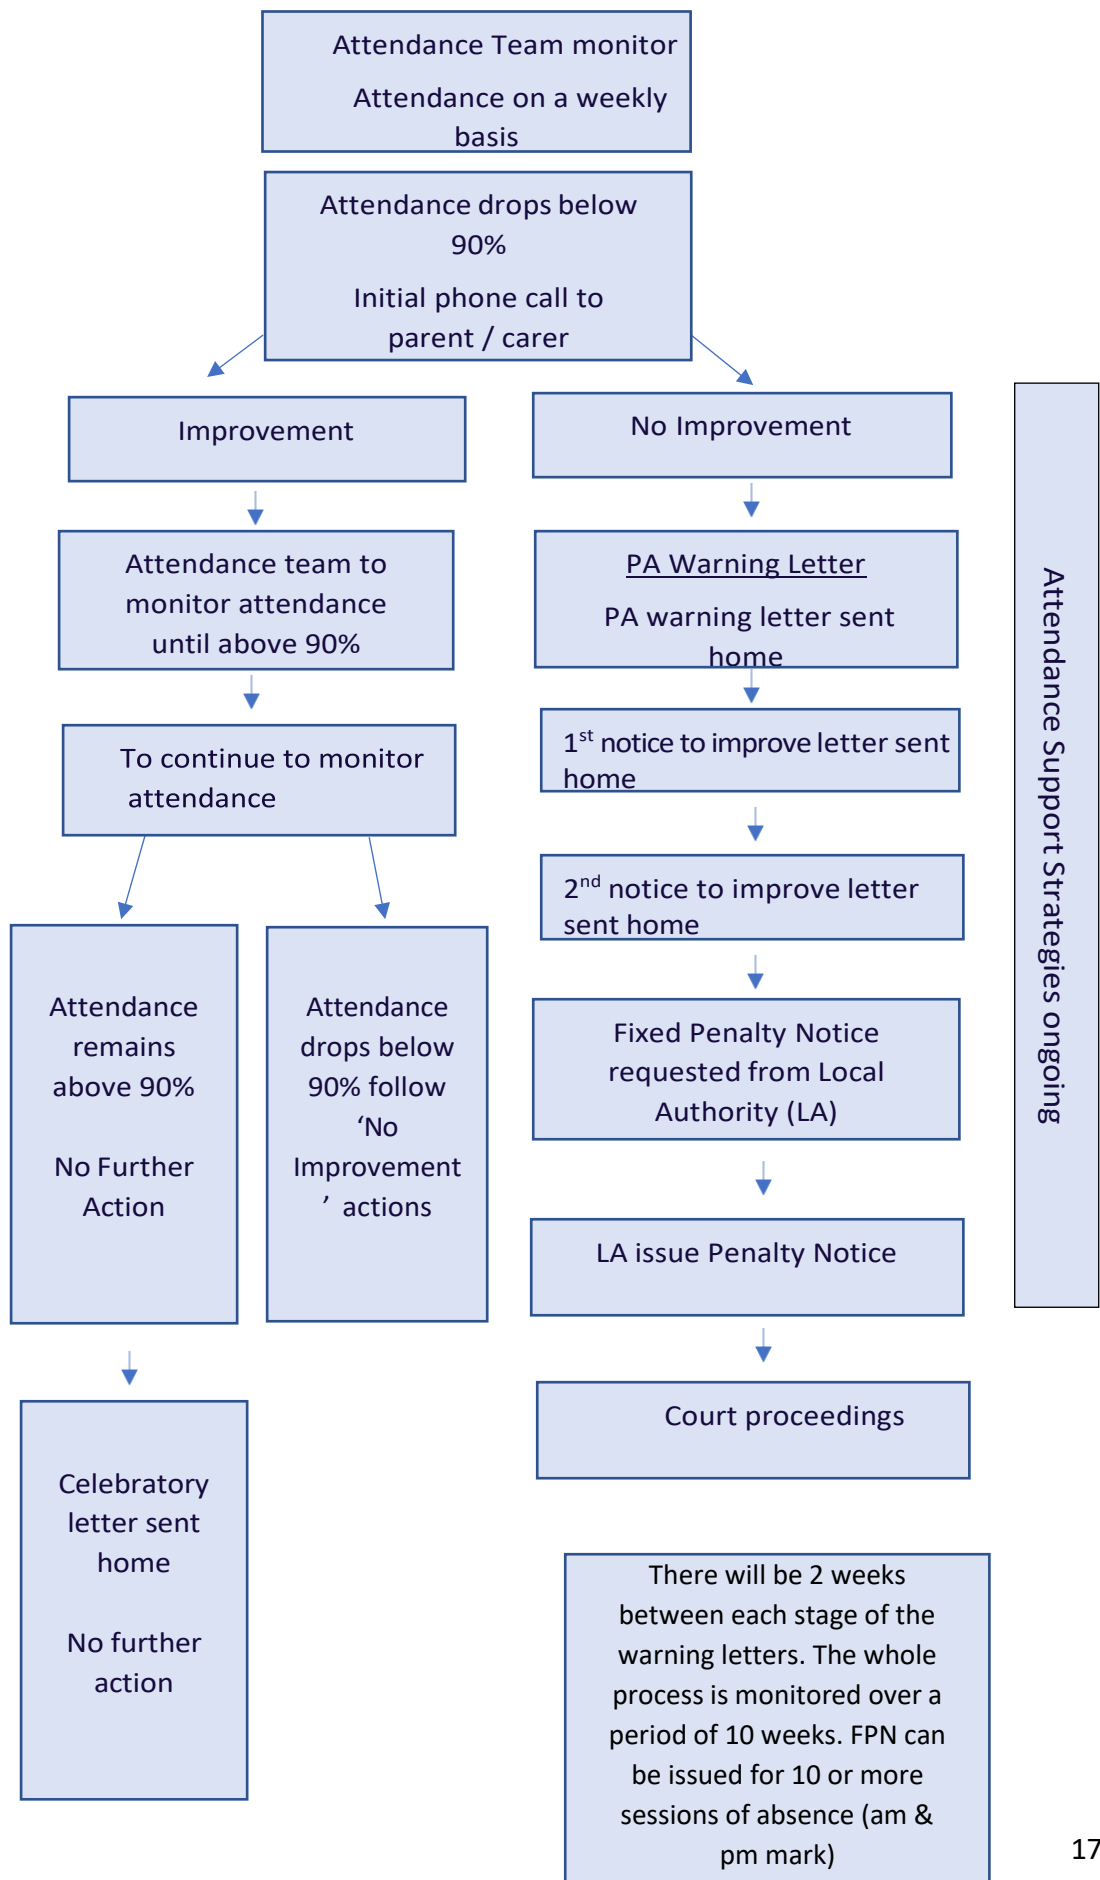 Attendance Team monitor
Attendance on a weekly
basis
Attendance drops below
90%
Initial phone call to
parent / carer
Improvement
No Improvement
Attendance team to
monitor attendance
until above 90%
PA Warning Letter
PA warning letter sent
home
To continue to monitor
attendance
1st notice to improve letter sent
home
2nd notice to improve letter
sent home
Attendance
remains
above 90%
No Further
Action
Attendance
drops below
90% follow
‘No
Improvement
’ actions
Fixed Penalty Notice
requested from Local
Authority (LA)
LA issue Penalty Notice
Court proceedings
Celebratory
letter sent
home
No further
action
Attendance Support Strategies ongoing
There will be 2 weeks
between each stage of the
warning letters. The whole
process is monitored over a
period of 10 weeks. FPN can
be issued for 10 or more
sessions of absence (am &
pm mark)
17